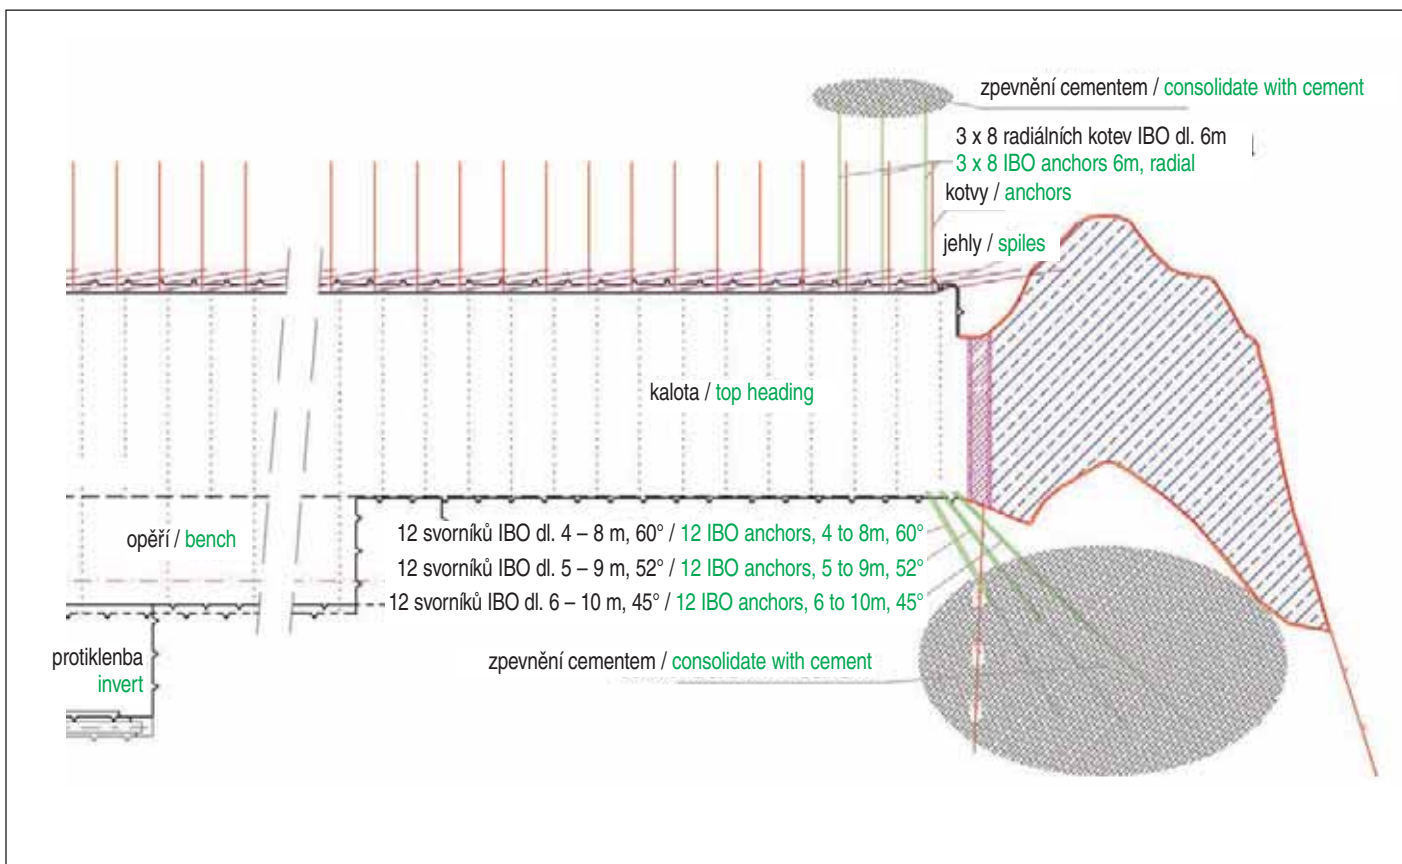 zpevnění cementem / consolidate with cement
3 x 8 radiálních kotev IBO dl. 6m
3 x 8 IBO anchors 6m, radial
kotvy / anchors
jehly / spiles
kalota / top heading
opěří / bench
12 svorníků IBO dl. 4 – 8 m, 60° / 12 IBO anchors, 4 to 8m, 60°
12 svorníků IBO dl. 5 – 9 m, 52° / 12 IBO anchors, 5 to 9m, 52°
12 svorníků IBO dl. 6 – 10 m, 45° / 12 IBO anchors, 6 to 10m, 45°
protiklenba
invert
zpevnění cementem / consolidate with cement